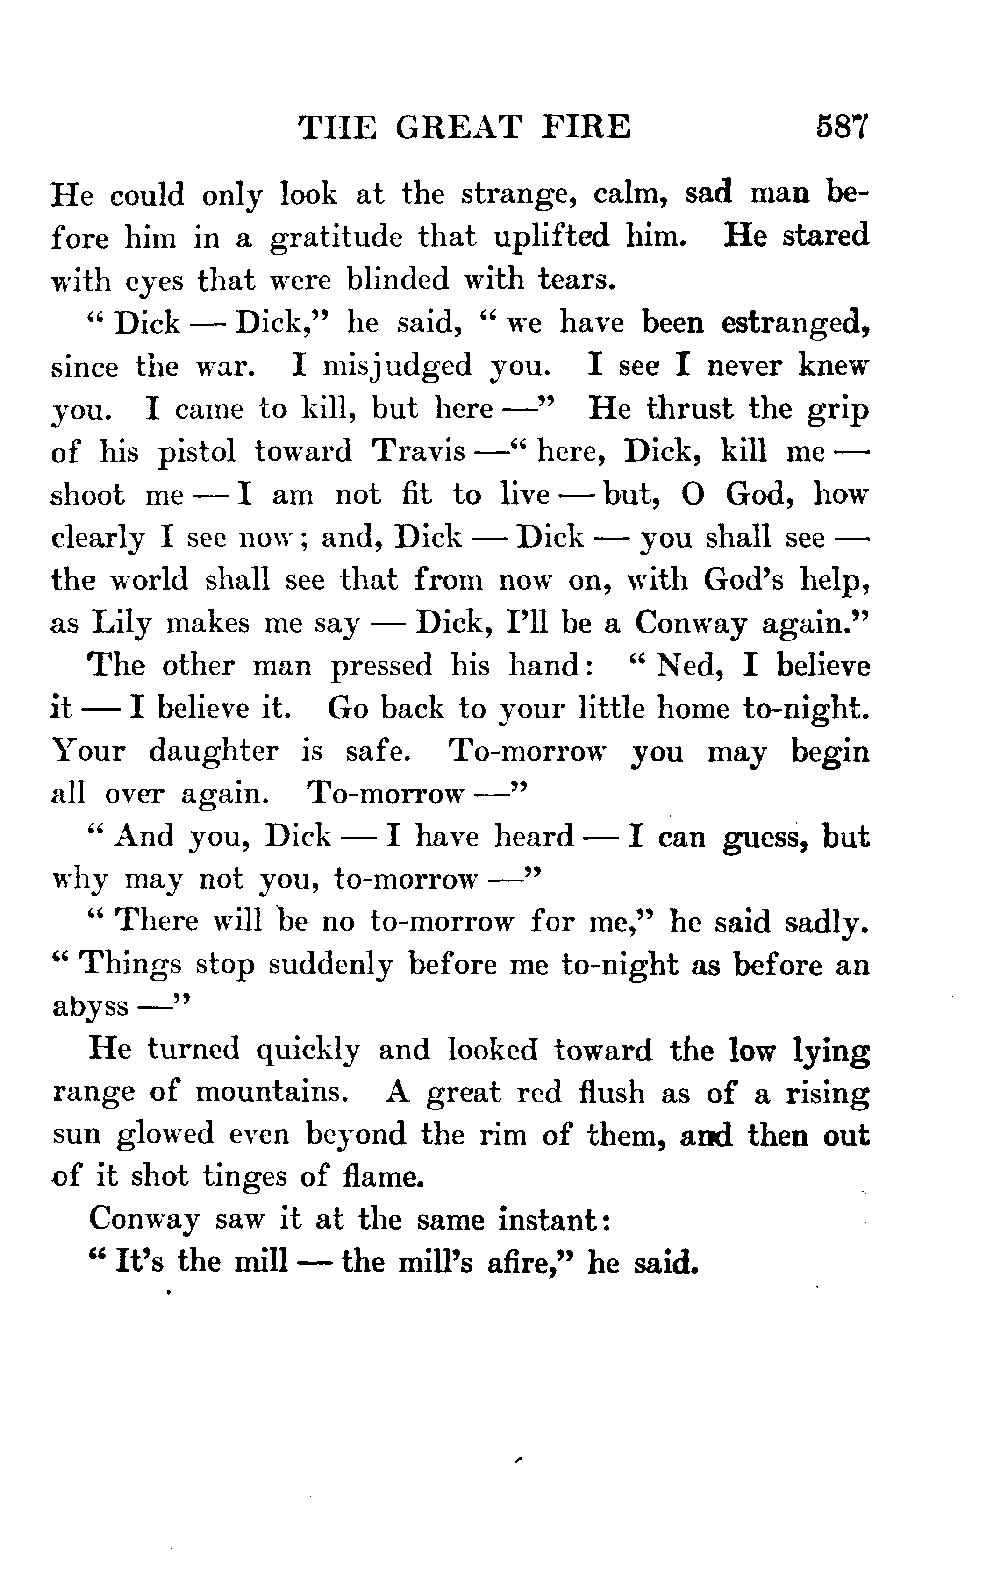 THE GREAT FIRE 587
He could only look at the strange, calm, sad man be-
fore him in a gratitude that uplifted him. He stared
with eyes that were blinded with tears.
“ Dick — Dick,” he said, “ we have been estranged,
since the war. I misjudged you. I see I never knew
you. I came to kill, but here —” He thrust the grip
of his pistol toward Travis —“ here, Dick, kill me —
shoot me — I am not fit to live — but, O God, how
clearly I see now ; and, Dick — Dick — you shall see —
the world shall see that from now on, with God’s help,
as Lily makes me say — Dick, I’ll be a Conway again.”
The other man pressed his hand: “ Ned, I believe
it — I believe it. Go back to your little home to-night.
Your daughter is safe. To-morrow you may begin
all over again. To-morrow —”
“ And you, Dick — I have heard — I can guess, but
why may not you, to-morrow —”
“ There will be no to-morrow for me,” he said sadly.
“ Things stop suddenly before me to-night as before an
abyss —”
He turned quickly and looked toward the low lying
range of mountains. A great red flush as of a rising
sun glowed even beyond the rim of them, and then out
of it shot tinges of flame.
Conway saw it at the same instant:
“ It’s the mill — the mill’s afire,” he said.